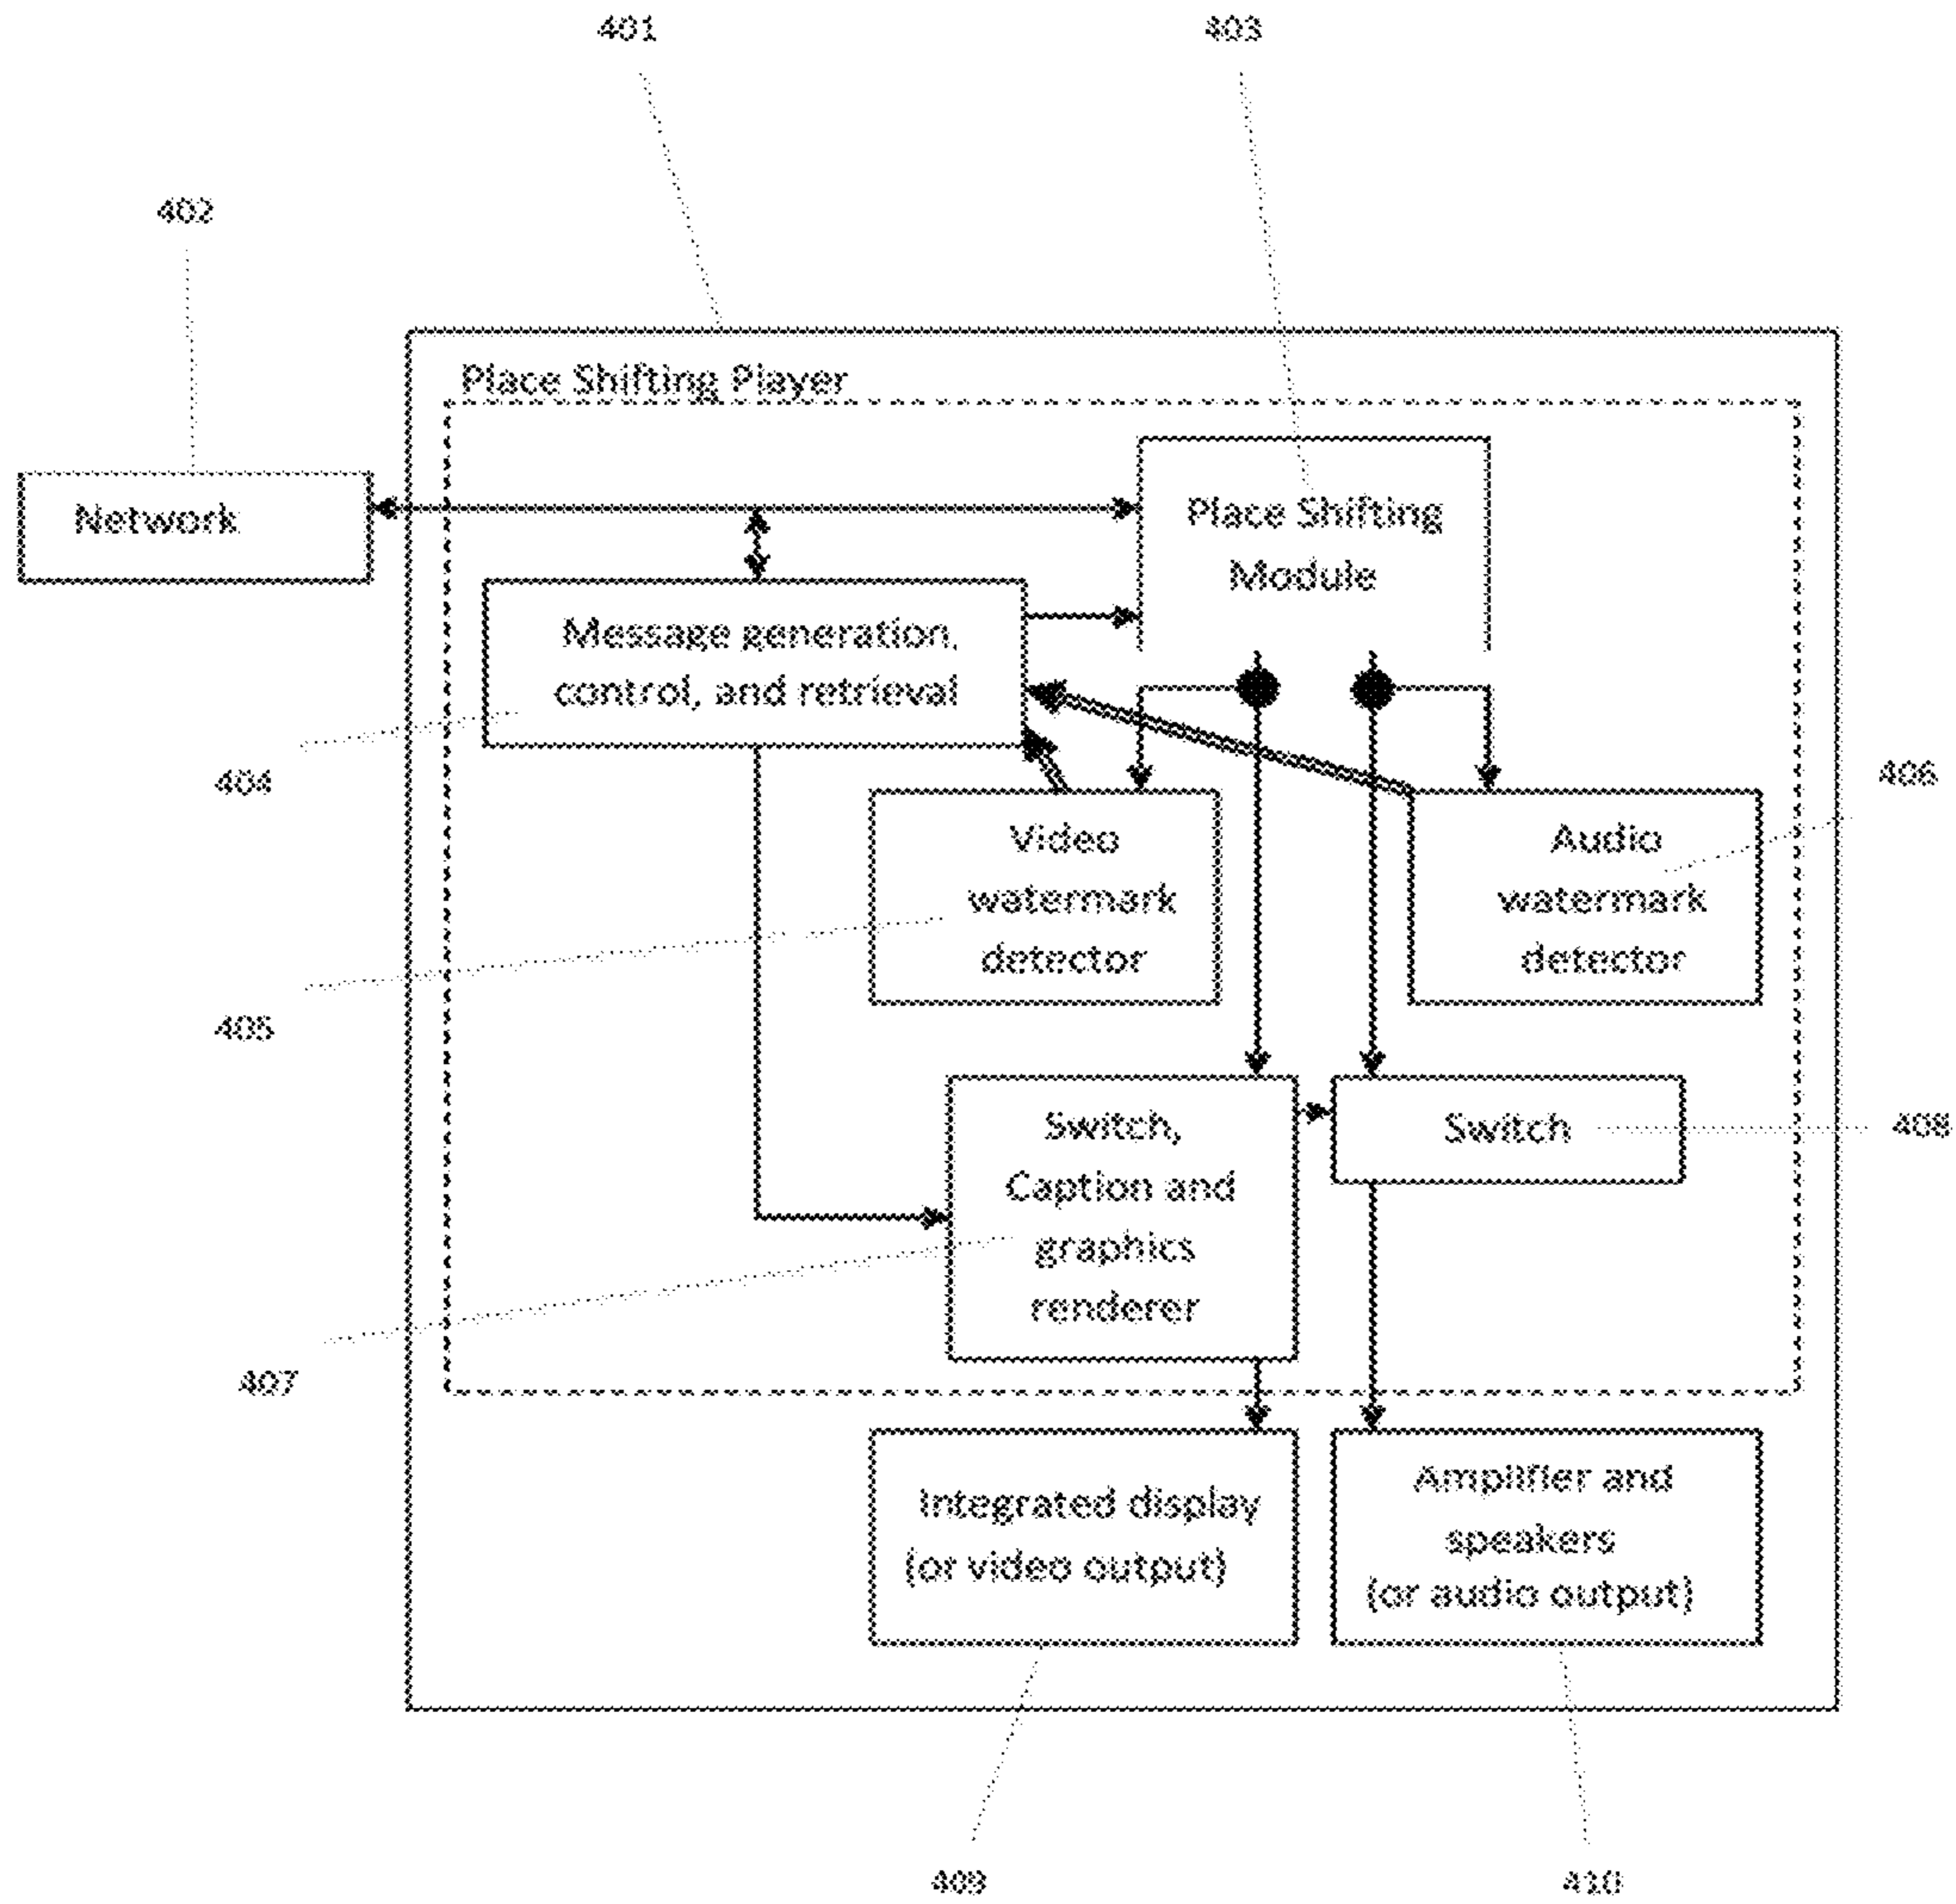 401
403
402
Place Shifting Player
Network
Place Shifting
Module
Message generation,
control, and retrieval
404
406
Video
watermark
detector
Audio
watermark
detector
405
Switch,
Caption and
graphics
renderer
Switch
408
407
Integrated display
(or video output)
Amplifier and
speakers
(or audio output)
409
410